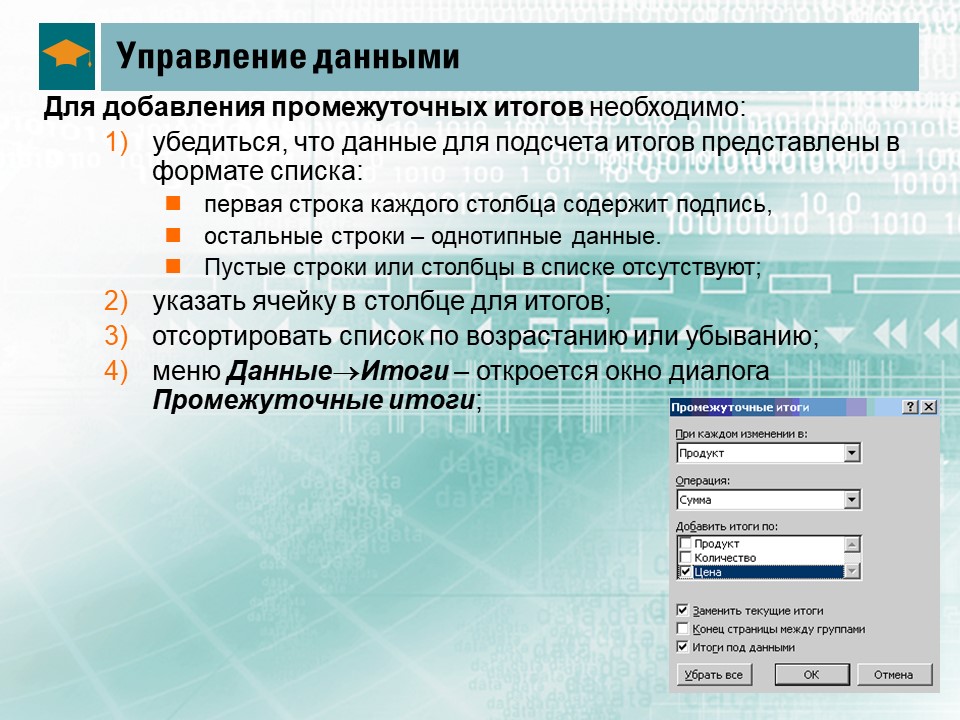 Управление данными
Для добавления промежуточных итогов необходимо:
1) убедиться, что данные для подсчета итогов представлены в
формате списка:
первая строка каждого столбца содержит подпись,
остальные строки – однотипные данные.
Пустые строки или столбцы в списке отсутствуют;
2) указать ячейку в столбце для итогов;
3) отсортировать список по возрастанию или убыванию;
4) меню Данные→Итоги – откроется окно диалога
Промежуточные итоги;
Промежуточные итоги
При каждом изменении в:
Продукт
Операция:
Сумма
Добавить итоги по:
Продукт
Количество
Цена
Заменить текущие итоги
Конец страницы между группами
Итоги под данными
Убрать все
ОК
Отмена